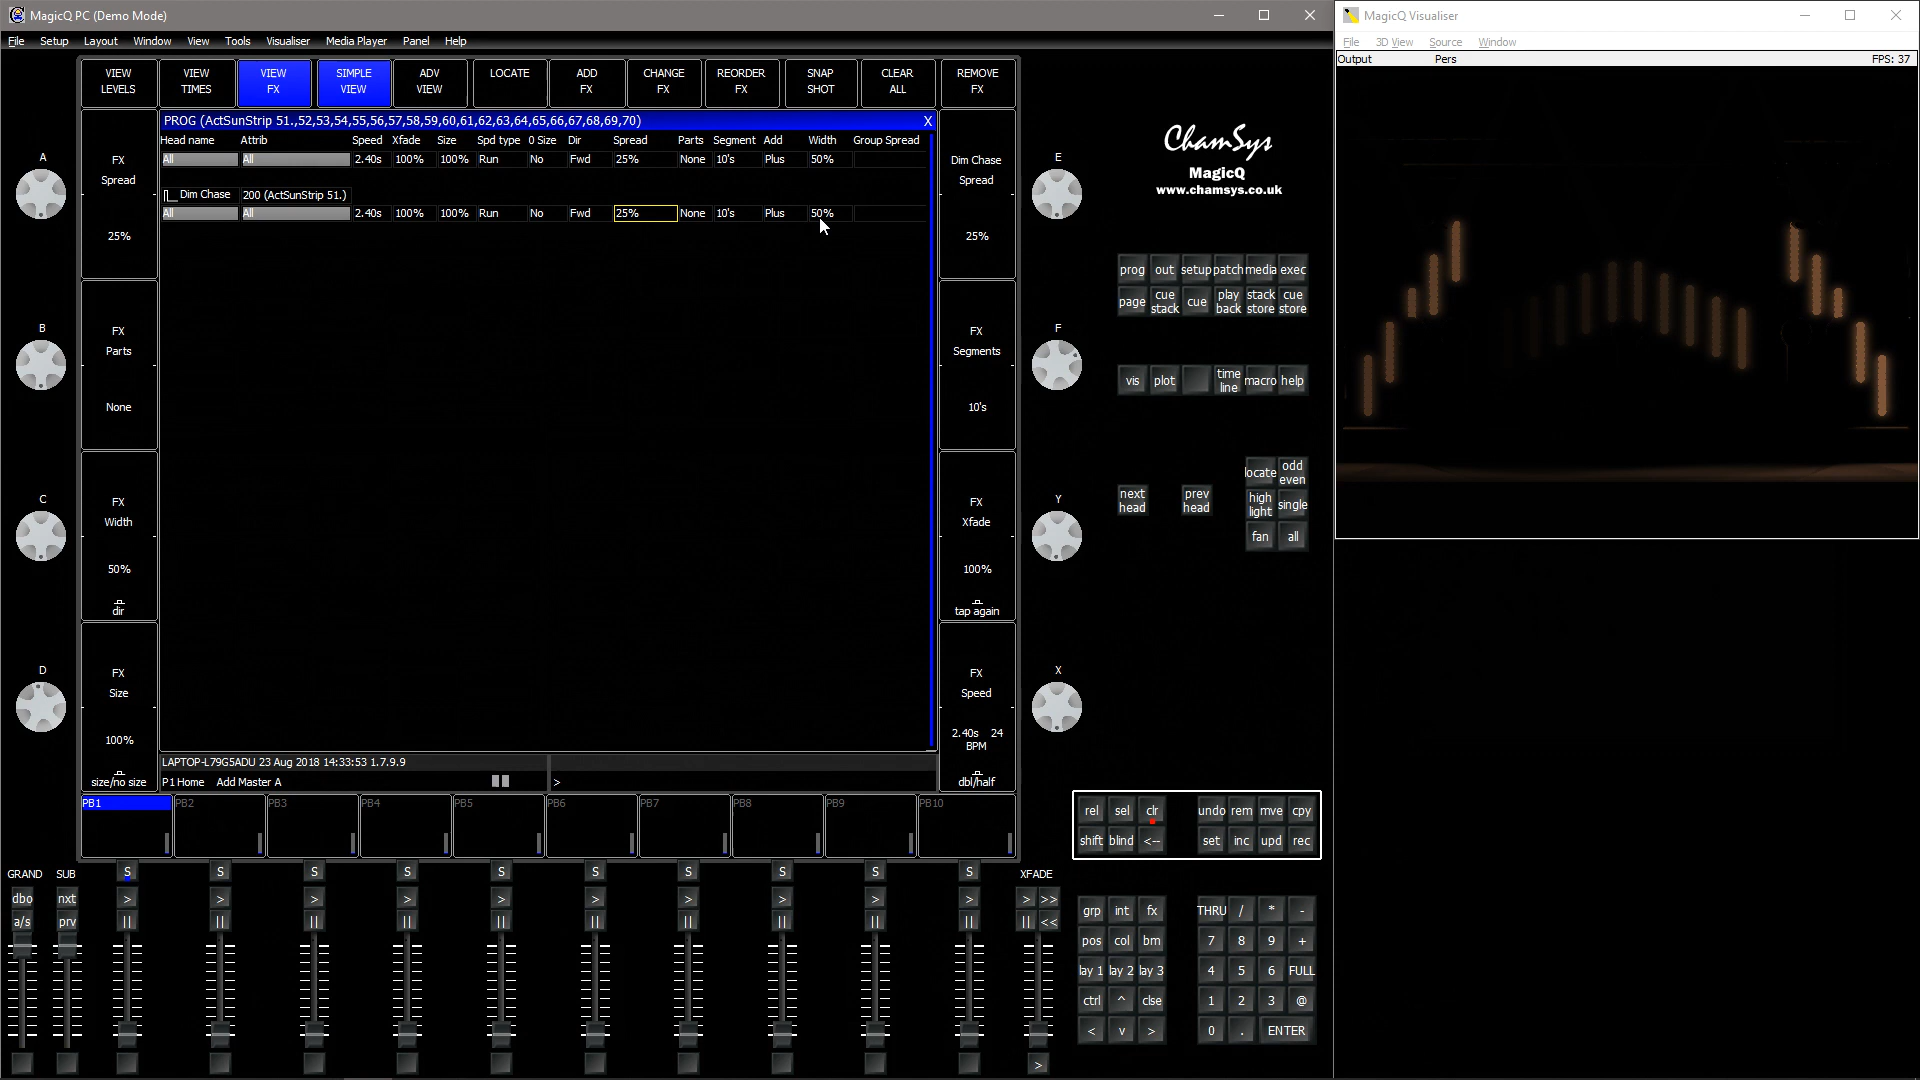 MagicQ PC (Demo Mode)
File Setup Layout Window View Tools Visualiser Media Player Panel Help
VIEW LEVELS
VIEW TIMES
VIEW FX
SIMPLE VIEW
ADV VIEW
LOCATE
ADD FX
CHANGE FX
REORDER FX
SNAP SHOT
CLEAR ALL
REMOVE FX
PROG (ActSunStrip 51.,52,53,54,55,56,57,58,59,60,61,62,63,64,65,66,67,68,69,70) X
Head name Attrib Speed Xfade Size Spd type 0 Size Dir Spread Parts Segment Add Width Group Spread
All All 2.40s 100% 100% Run No Fwd 25% None 10's Plus 50%
Dim Chase 200 (ActSunStrip 51.)
All All 2.40s 100% 100% Run No Fwd 25% None 10's Plus 50%
A
FX
Spread
25%
B
FX
Parts
None
C
FX
Width
50%
dir
D
FX
Size
100%
size/no size
Dim Chase
Spread
25%
E
FX
Segments
10's
F
FX
Xfade
100%
tap again
Y
FX
Speed
2.40s 24
BPM
dbl/half
X
LAPTOP-L79G5ADU 23 Aug 2018 14:33:53 1.7.9.9
P1 Home Add Master A >
PB1 PB2 PB3 PB4 PB5 PB6 PB7 PB8 PB9 PB10
GRAND SUB S S S S S S S S S S XFADE
dbo nxt > > > > > > > > > > > >>
a/s prv || || || || || || || || || || || <<
>
ChamSys
MagicQ
www.chamsys.co.uk
prog out setup patch media exec
page cue stack cue play back stack store cue store
vis plot time line macro help
next head prev head
locate odd even
high light single
fan all
rel sel clr undo rem mve cpy
shift blind <-- set inc upd rec
grp int fx THRU / * -
pos col bm 7 8 9 +
lay 1 lay 2 lay 3 4 5 6 FULL
ctrl ^ clse 1 2 3 @
< v > 0 . ENTER
MagicQ Visualiser
File 3D View Source Window
Output Pers FPS: 37